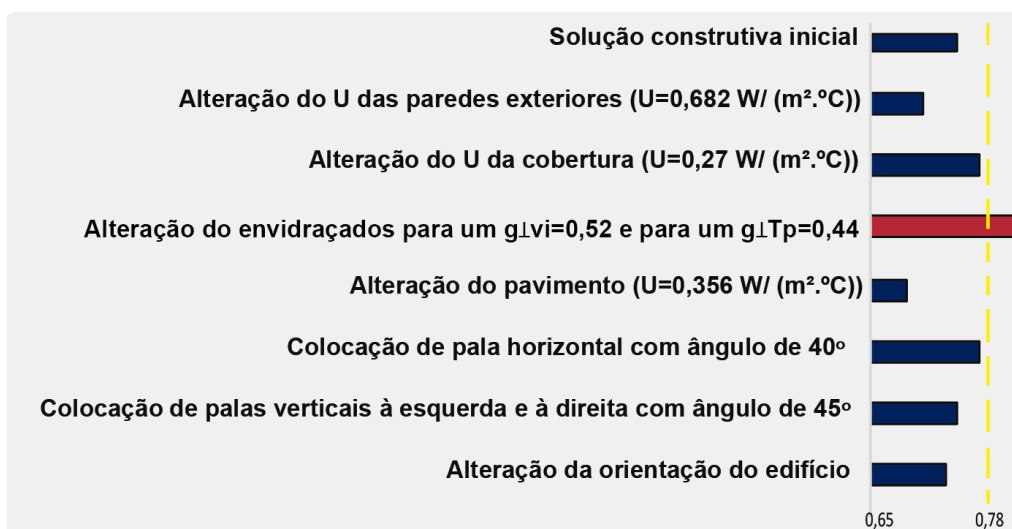 Solução construtiva inicial
Alteração do U das paredes exteriores (U=0,682 W/ (m².ºC))
Alteração do U da cobertura (U=0,27 W/ (m².ºC))
Alteração do envidraçados para um g⊥vi=0,52 e para um g⊥Tp=0,44
Alteração do pavimento (U=0,356 W/ (m².ºC))
Colocação de pala horizontal com ângulo de 40º
Colocação de palas verticais à esquerda e à direita com ângulo de 45º
Alteração da orientação do edifício
0,65 0,78